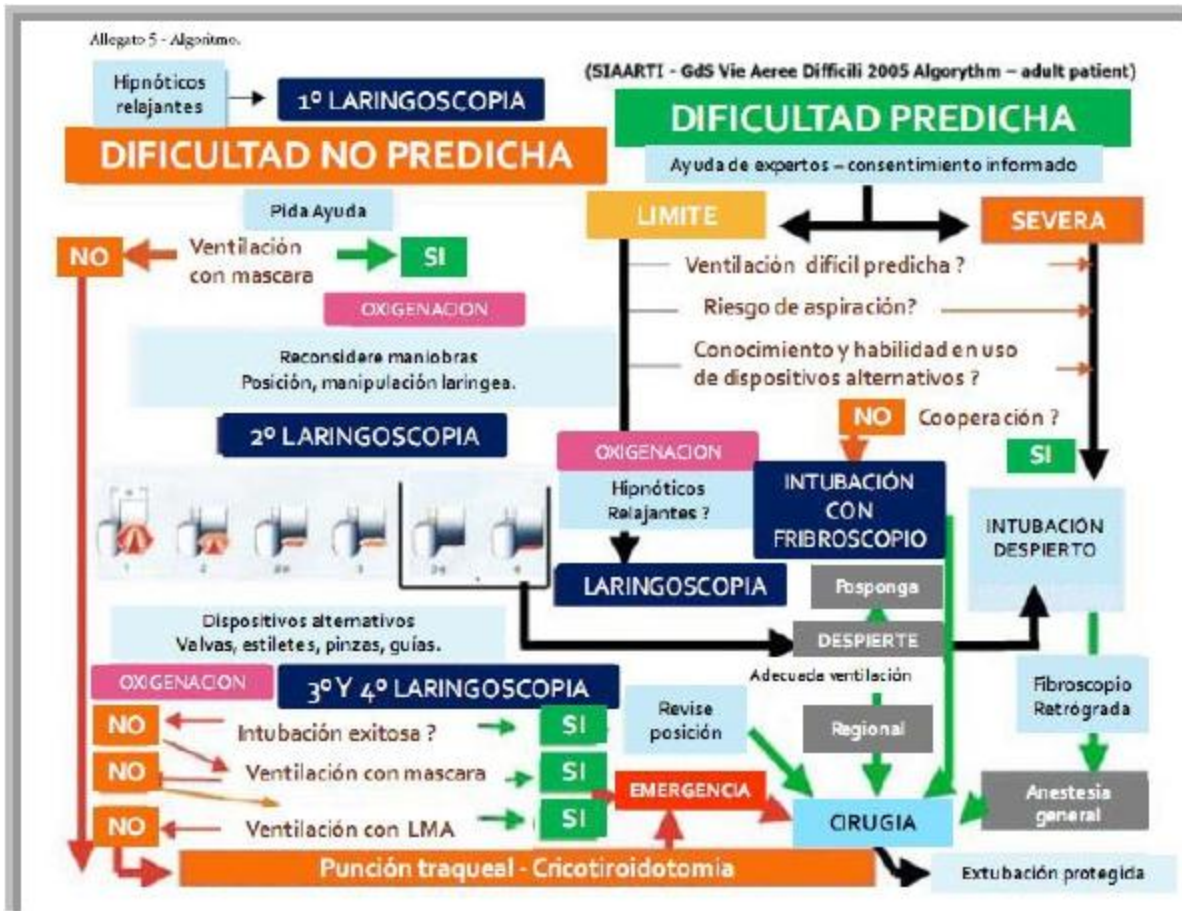 Allegato 5 - Algoritmo.
(SIAARTI - GdS Vie Aeree Difficili 2005 Algorythm – adult patient)
Hipnóticos
relajantes
1º LARINGOSCOPIA
DIFICULTAD NO PREDICHA
DIFICULTAD PREDICHA
Ayuda de expertos – consentimiento informado
Pida Ayuda
LIMITE
SEVERA
NO
Ventilación
con mascara
SI
Ventilación difícil predicha ?
OXIGENACION
Riesgo de aspiración?
Reconsidere maniobras
Posición, manipulación laringea.
Conocimiento y habilidad en uso
de dispositivos alternativos ?
NO
Cooperación ?
2º LARINGOSCOPIA
OXIGENACION
SI
Hipnóticos
Relajantes ?
INTUBACIÓN
CON
FRIBROSCOPIO
INTUBACIÓN
DESPIERTO
1
2
3
LARINGOSCOPIA
Posponga
Dispositivos alternativos
Valvas, estiletes, pinzas, guías.
DESPIERTE
Adecuada ventilación
OXIGENACION
3º Y 4º LARINGOSCOPIA
Fibroscopio
Retrógrada
NO
Intubación exitosa ?
SI
Revise
posición
Regional
NO
Ventilación con mascara
SI
EMERGENCIA
Anestesia
general
NO
Ventilación con LMA
SI
CIRUGIA
Punción traqueal - Cricotiroidotomia
Extubación protegida